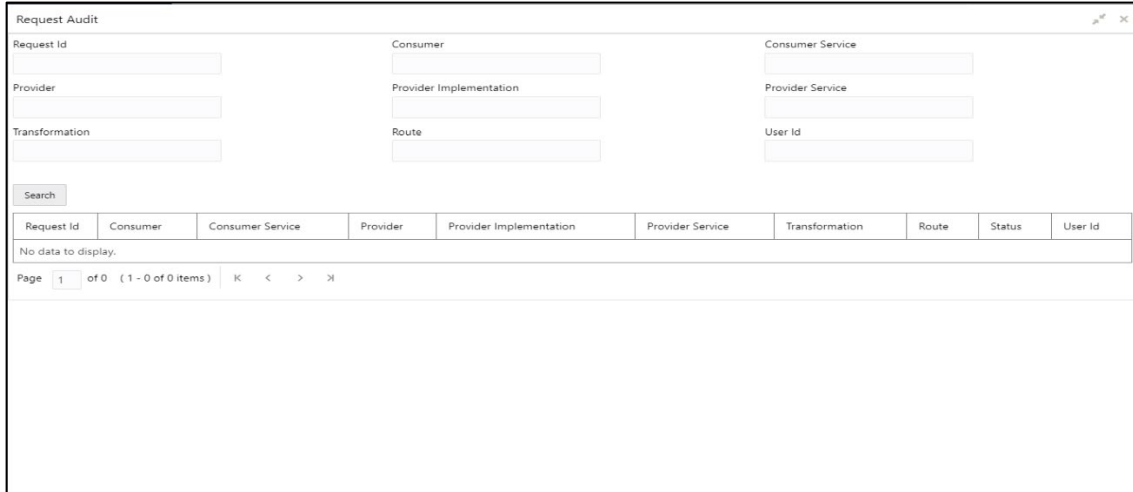 Request Audit
Request Id Consumer Consumer Service
Provider Provider Implementation Provider Service
Transformation Route User Id
Search
Request Id Consumer Consumer Service Provider Provider Implementation Provider Service Transformation Route Status User Id
No data to display.
Page 1 of 0 ( 1 - 0 of 0 items )